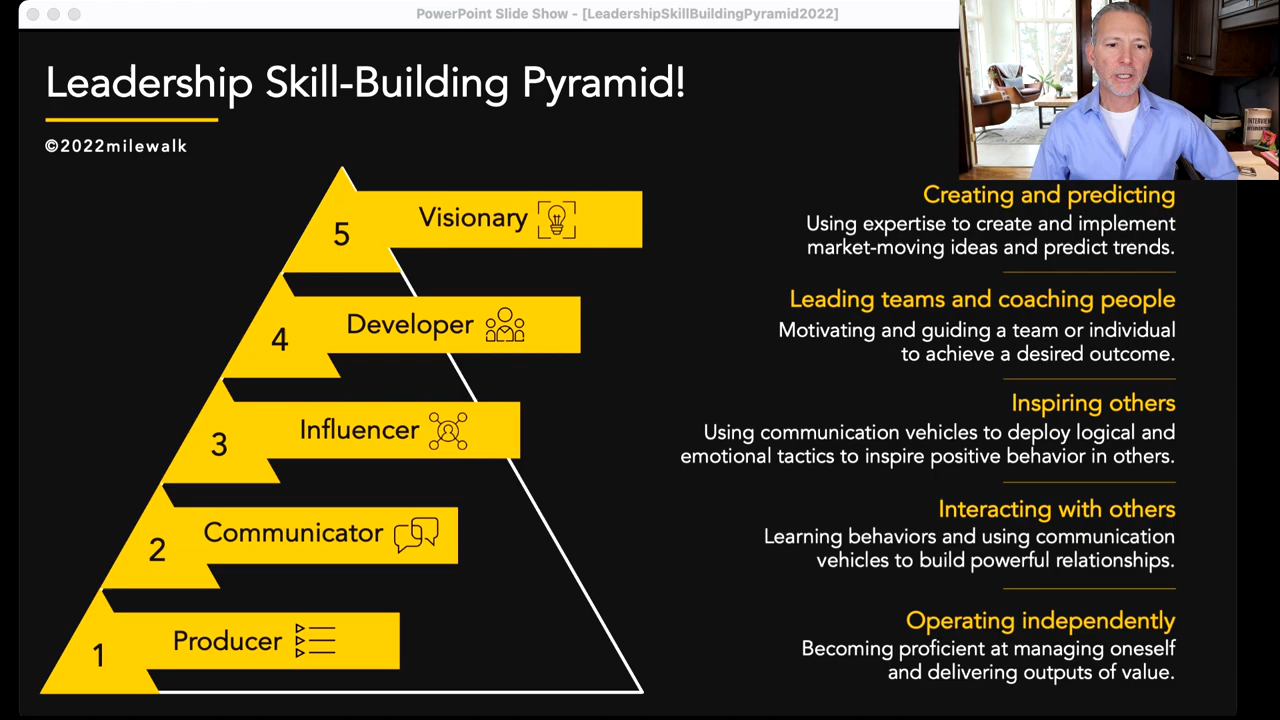 PowerPoint Slide Show - [LeadershipSkillBuildingPyramid2022]
Leadership Skill-Building Pyramid!
©2022milewalk
5
Visionary
Creating and predicting
Using expertise to create and implement
market-moving ideas and predict trends.
4
Developer
Leading teams and coaching people
Motivating and guiding a team or individual
to achieve a desired outcome.
3
Influencer
Inspiring others
Using communication vehicles to deploy logical and
emotional tactics to inspire positive behavior in others.
2
Communicator
Interacting with others
Learning behaviors and using communication
vehicles to build powerful relationships.
1
Producer
Operating independently
Becoming proficient at managing oneself
and delivering outputs of value.
INTERVIEW